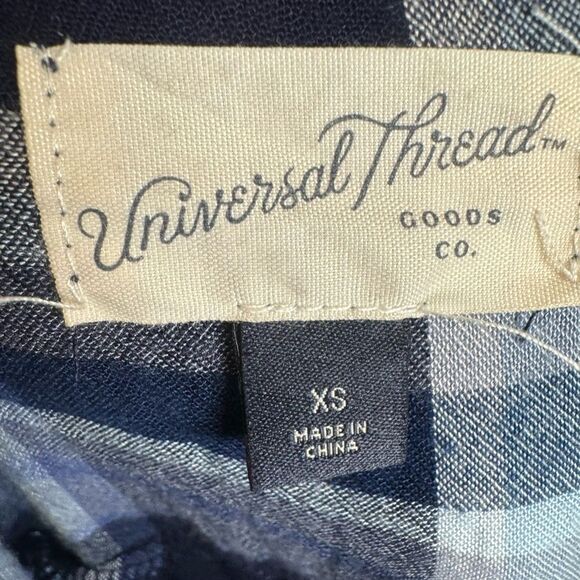 Universal Thread™
GOODS
CO.
XS
MADE IN
CHINA